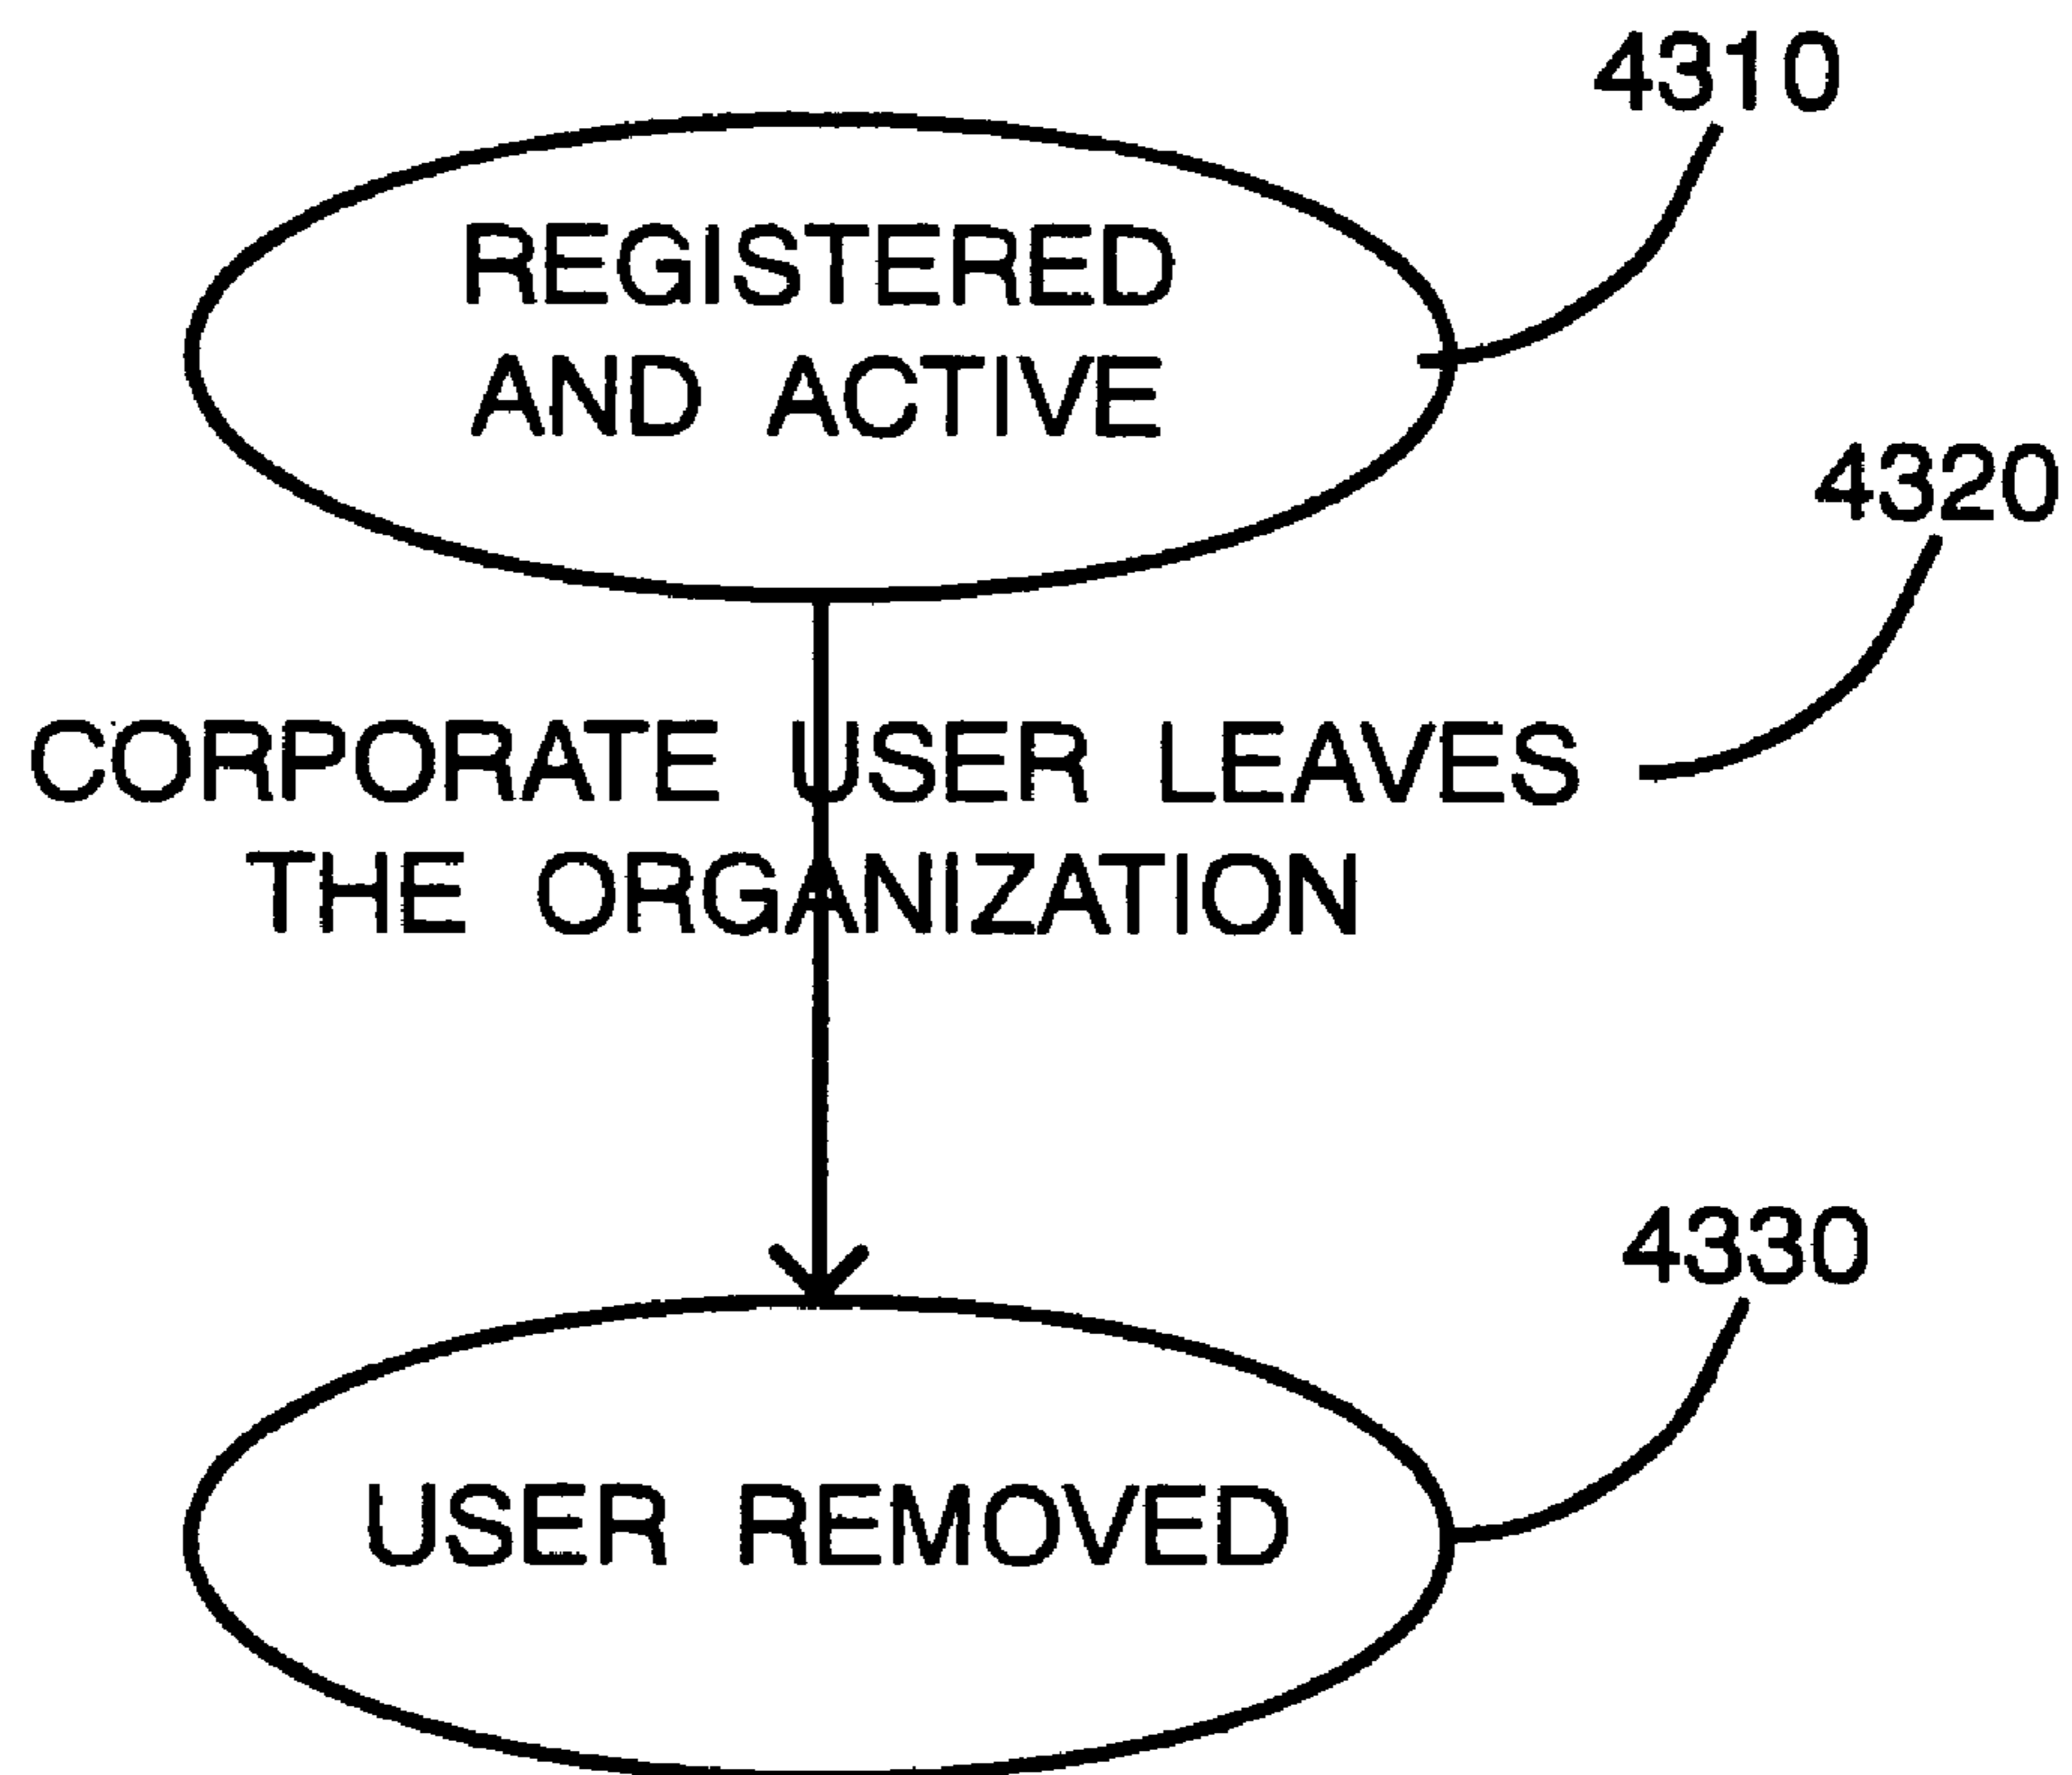 4310
REGISTERED
AND ACTIVE
4320
CORPORATE USER LEAVES
THE ORGANIZATION
4330
USER REMOVED